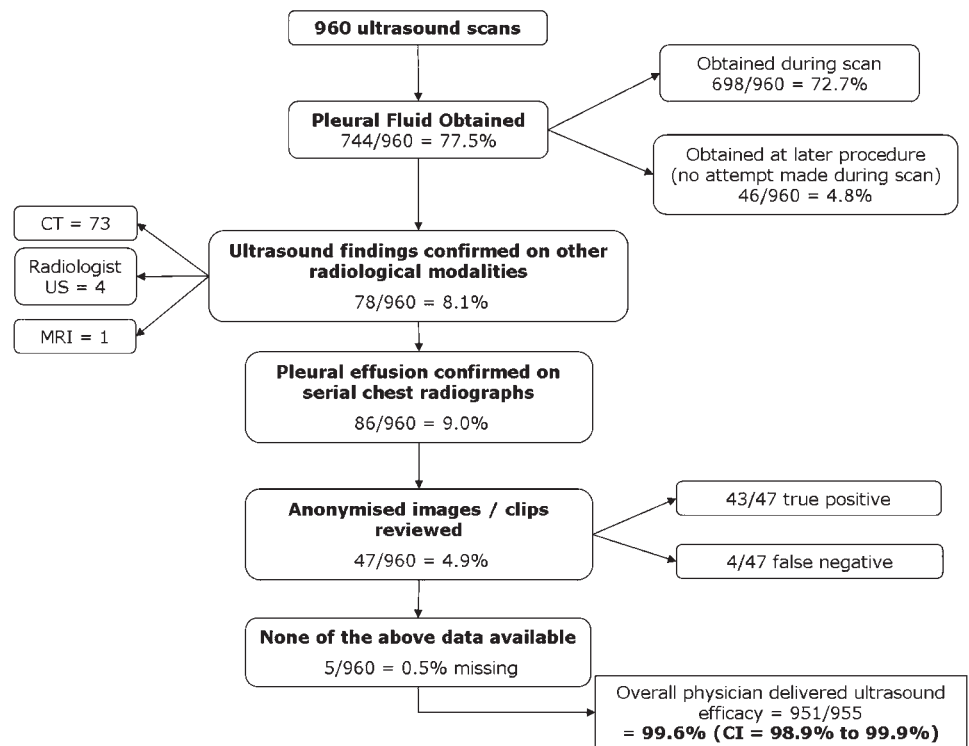 960 ultrasound scans
Pleural Fluid Obtained
744/960 = 77.5%
Obtained during scan
698/960 = 72.7%
Obtained at later procedure
(no attempt made during scan)
46/960 = 4.8%
Ultrasound findings confirmed on other
radiological modalities
78/960 = 8.1%
CT = 73
Radiologist
US = 4
MRI = 1
Pleural effusion confirmed on
serial chest radiographs
86/960 = 9.0%
Anonymised images / clips
reviewed
47/960 = 4.9%
43/47 true positive
4/47 false negative
None of the above data available
5/960 = 0.5% missing
Overall physician delivered ultrasound
efficacy = 951/955
= 99.6% (CI = 98.9% to 99.9%)